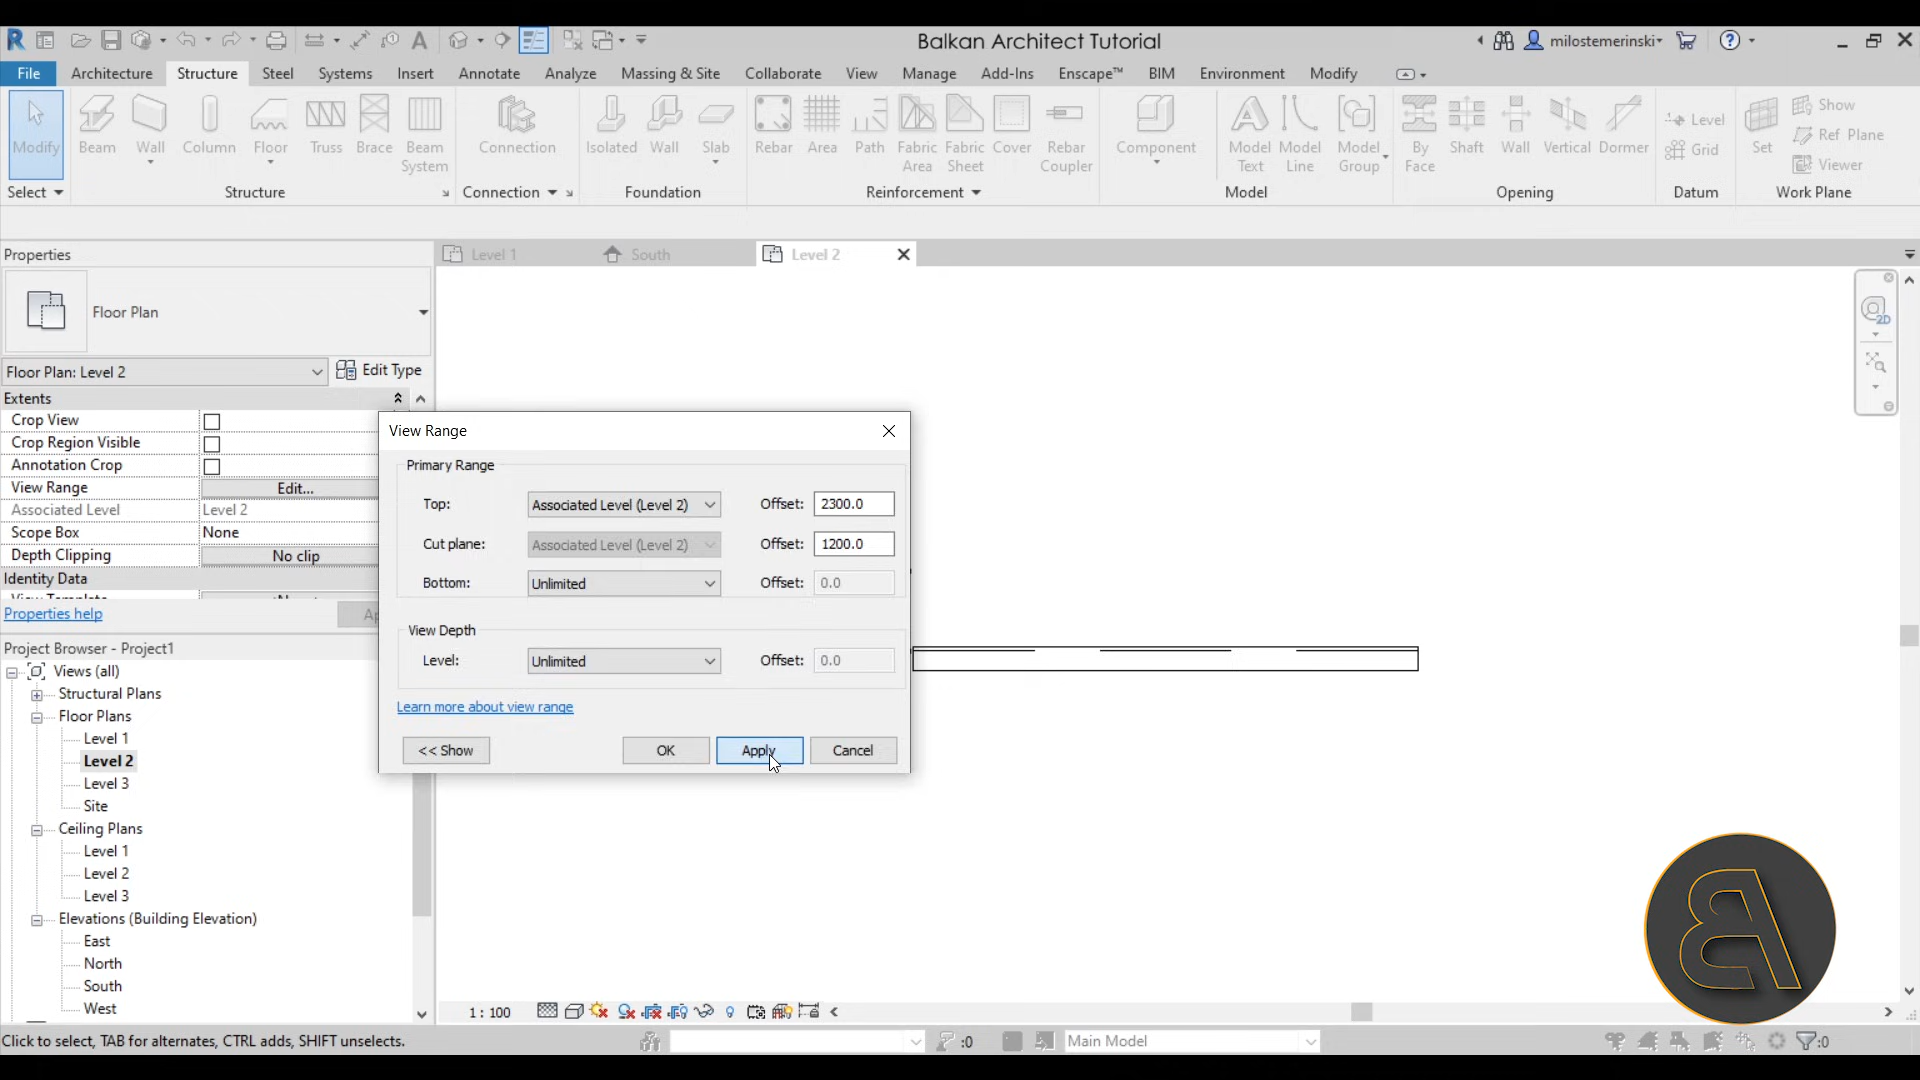 Balkan Architect Tutorial
milostemerinski
File Architecture Structure Steel Systems Insert Annotate Analyze Massing & Site Collaborate View Manage Add-Ins Enscape™ BIM Environment Modify
Modify Beam Wall Column Floor Truss Brace Beam System
Connection
Isolated Wall Slab
Rebar Area Path Fabric Area Fabric Sheet Cover Rebar Coupler
Component Model Text Model Line Model Group
By Face Shaft Wall Vertical Dormer
Level
Grid
Set
Show
Ref Plane
Viewer
Select Structure Connection Foundation Reinforcement Model Opening Datum Work Plane
Properties
Level 1 South Level 2
Floor Plan
2D
Floor Plan: Level 2 Edit Type
Extents
Crop View
Crop Region Visible
Annotation Crop
View Range Edit...
Associated Level Level 2
Scope Box None
Depth Clipping No clip
Identity Data
Properties help
View Range
Primary Range
Top: Associated Level (Level 2) Offset: 2300.0
Cut plane: Associated Level (Level 2) Offset: 1200.0
Bottom: Unlimited Offset: 0.0
View Depth
Level: Unlimited Offset: 0.0
Learn more about view range
<< Show OK Apply Cancel
Project Browser - Project1
Views (all)
Structural Plans
Floor Plans
Level 1
Level 2
Level 3
Site
Ceiling Plans
Level 1
Level 2
Level 3
Elevations (Building Elevation)
East
North
South
West
1 : 100
Click to select, TAB for alternates, CTRL adds, SHIFT unselects.
:0
Main Model
:0